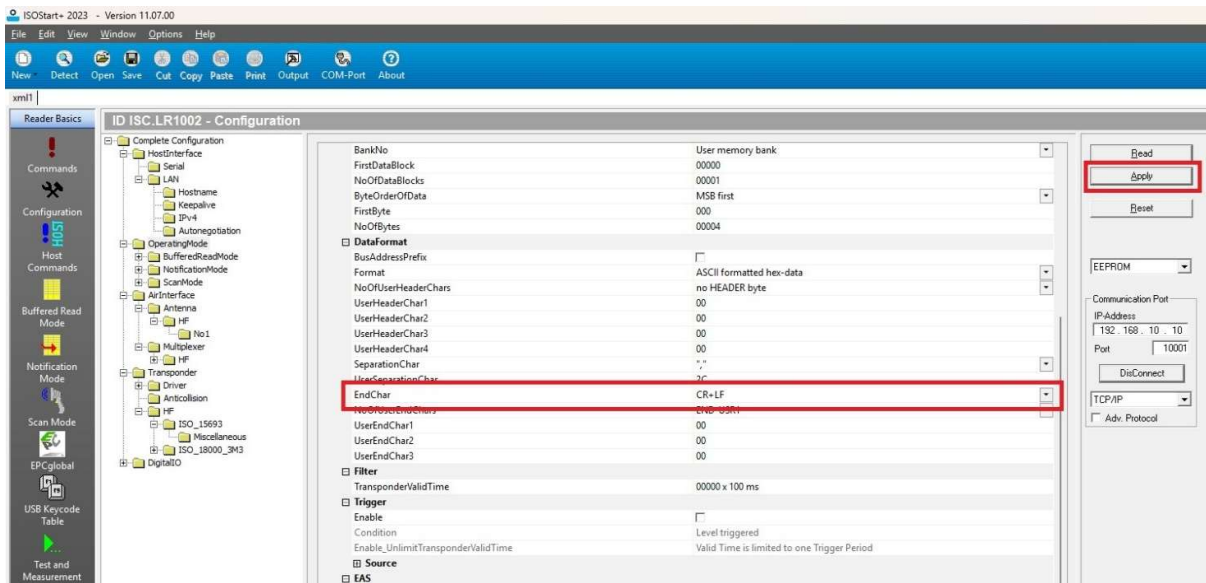 ISOStart+ 2023 - Version 11.07.00
File Edit View Window Options Help
New Detect Open Save Cut Copy Paste Print Output COM-Port About
xml1
Reader Basics
Commands
Configuration
HOST
Host
Commands
Buffered Read
Mode
Notification
Mode
Scan Mode
EPCglobal
USB Keycode
Table
Test and
Measurement
ID ISC.LR1002 - Configuration
Complete Configuration
HostInterface
Serial
LAN
Hostname
Keepalive
IPv4
Autonegotiation
OperatingMode
BufferedReadMode
NotificationMode
ScanMode
AirInterface
Antenna
HF
No1
Multiplexer
HF
Transponder
Driver
Anticollision
HF
ISO_15693
Miscellaneous
ISO_18000_3M3
DigitalIO
BankNo User memory bank
FirstDataBlock 00000
NoOfDataBlocks 00001
ByteOrderOfData MSB first
FirstByte 000
NoOfBytes 00004
DataFormat
BusAddressPrefix
Format ASCII formatted hex-data
NoOfUserHeaderChars no HEADER byte
UserHeaderChar1 00
UserHeaderChar2 00
UserHeaderChar3 00
UserHeaderChar4 00
SeparationChar ","
UserSeparationChar 2C
EndChar CR+LF
NoOfUserEndChars END-USR1
UserEndChar1 00
UserEndChar2 00
UserEndChar3 00
Filter
TransponderValidTime 00000 x 100 ms
Trigger
Enable
Condition Level triggered
Enable_UnlimitTransponderValidTime Valid Time is limited to one Trigger Period
Source
EAS
Read
Apply
Reset
EEPROM
Communication Port
IP-Address
192 . 168 . 10 . 10
Port 10001
DisConnect
TCP/IP
Adv. Protocol